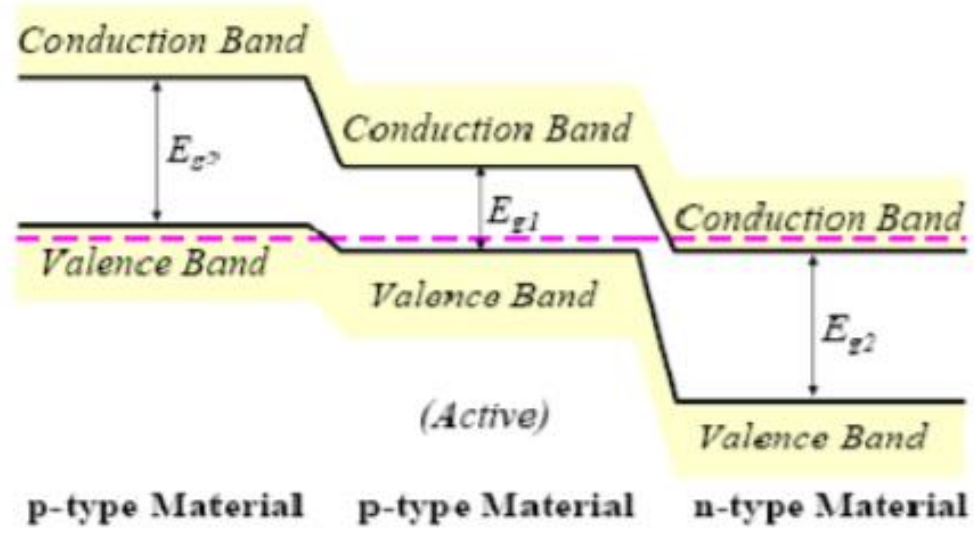 Conduction Band
Conduction Band
E_g2
E_g1
Conduction Band
Valence Band
Valence Band
E_g2
(Active)
Valence Band
p-type Material
p-type Material
n-type Material